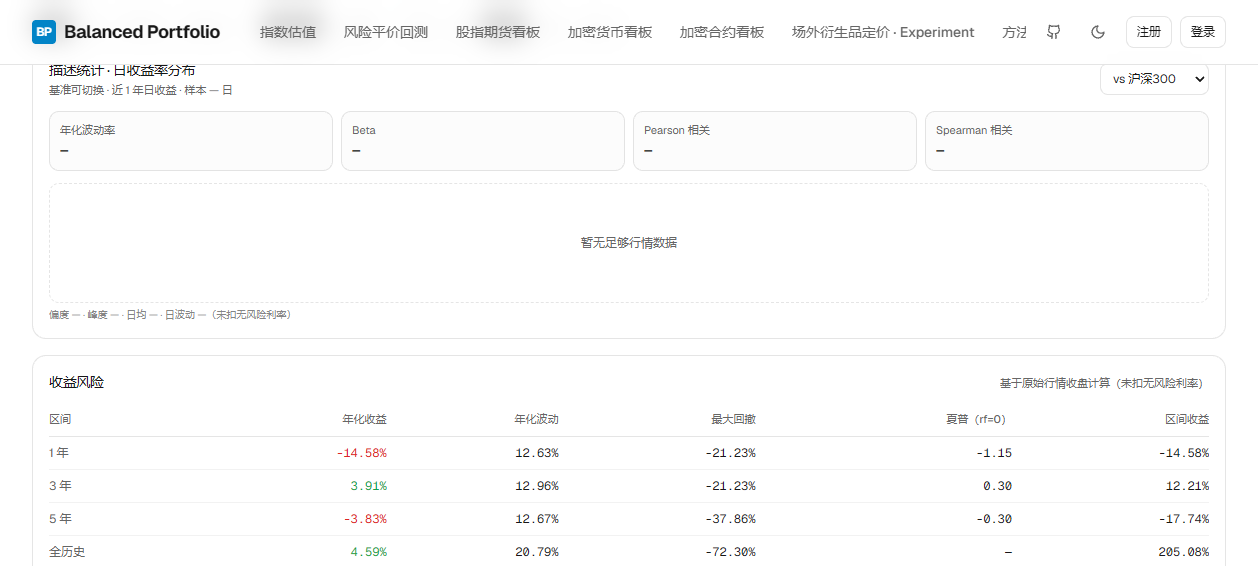 BP Balanced Portfolio 指数估值 风险平价回测 股指期货看板 加密货币看板 加密合约看板 场外衍生品定价 · Experiment 方法 注册 登录
描述统计 · 日收益率分布
基准可切换 · 近 1 年日收益 · 样本 — 日
vs 沪深300
年化波动率 Beta Pearson 相关 Spearman 相关
— — — —
暂无足够行情数据
偏度 — · 峰度 — · 日均 — · 日波动 —（未扣无风险利率）
收益风险 基于原始行情收盘计算（未扣无风险利率）
区间 年化收益 年化波动 最大回撤 夏普（rf=0） 区间收益
1 年 -14.58% 12.63% -21.23% -1.15 -14.58%
3 年 3.91% 12.96% -21.23% 0.30 12.21%
5 年 -3.83% 12.67% -37.86% -0.30 -17.74%
全历史 4.59% 20.79% -72.30% — 205.08%